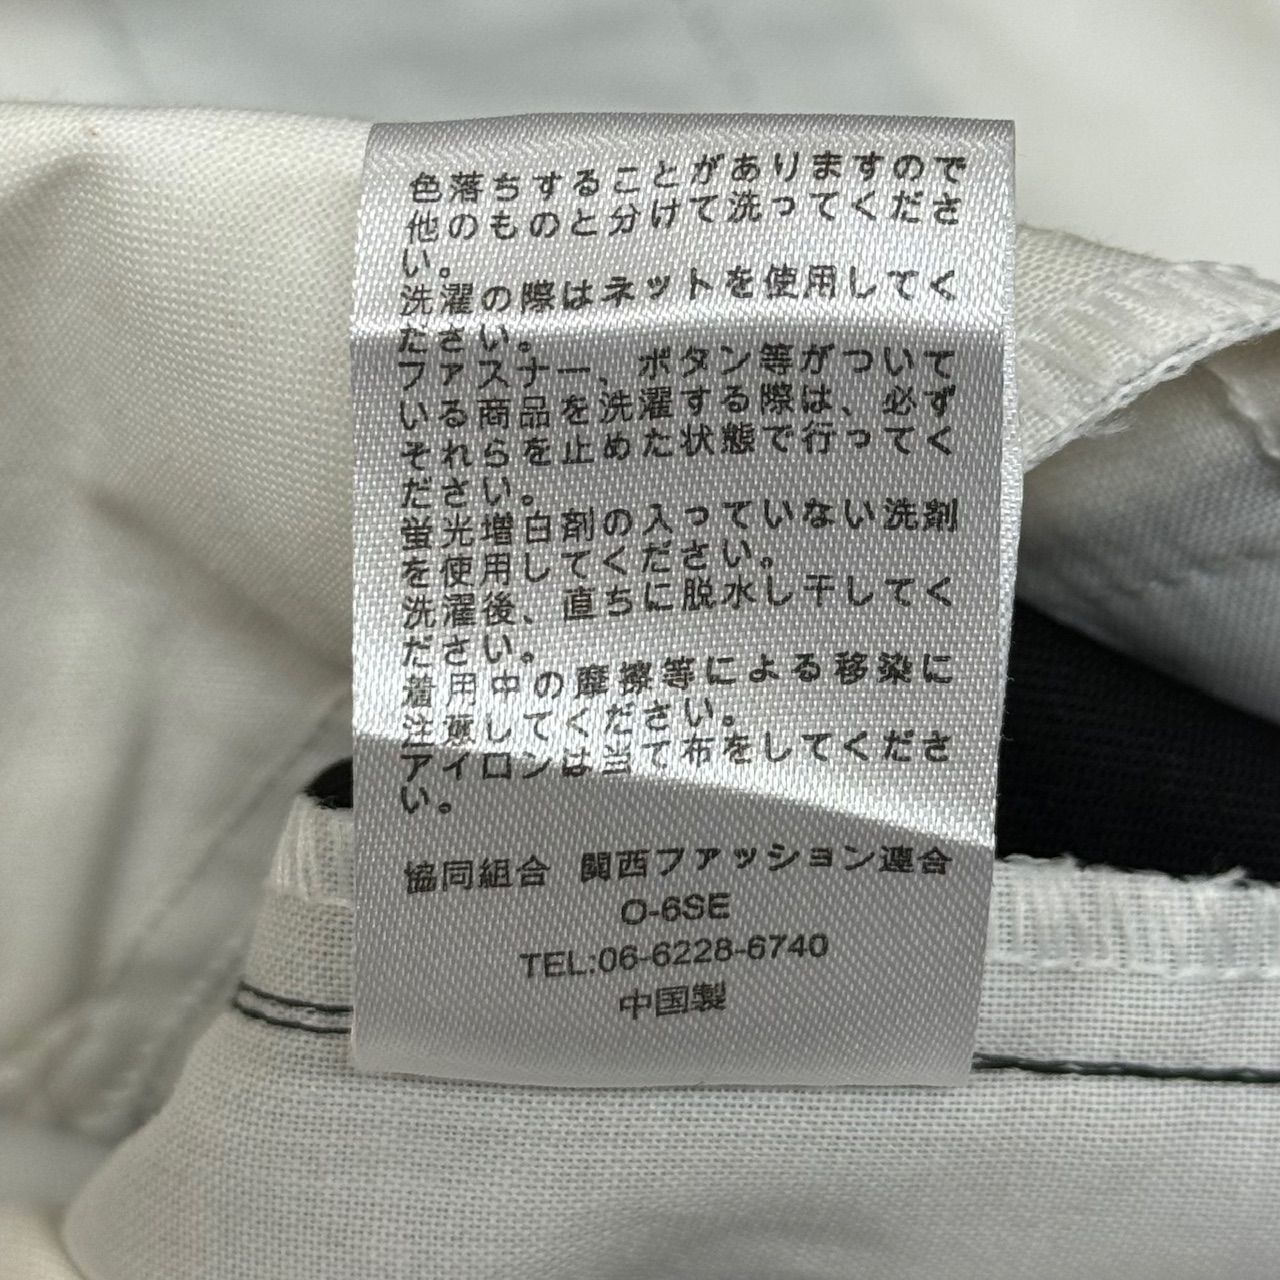 色落ちすることがありますので
他のものと分けて洗ってくださ
い。
洗濯の際はネットを使用してく
ださい。
ファスナー、ボタン等がついて
いる商品を洗濯する際は、必ず
それらを止めた状態で行ってく
ださい。
蛍光増白剤の入っていない洗剤
を使用してください。
洗濯後、直ちに脱水し干してく
ださい。
着用中の摩擦等による移染に
注意してください。
アイロンは当て布をしてくださ
い。
協同組合 関西ファッション連合
O-6SE
TEL:06-6228-6740
中国製